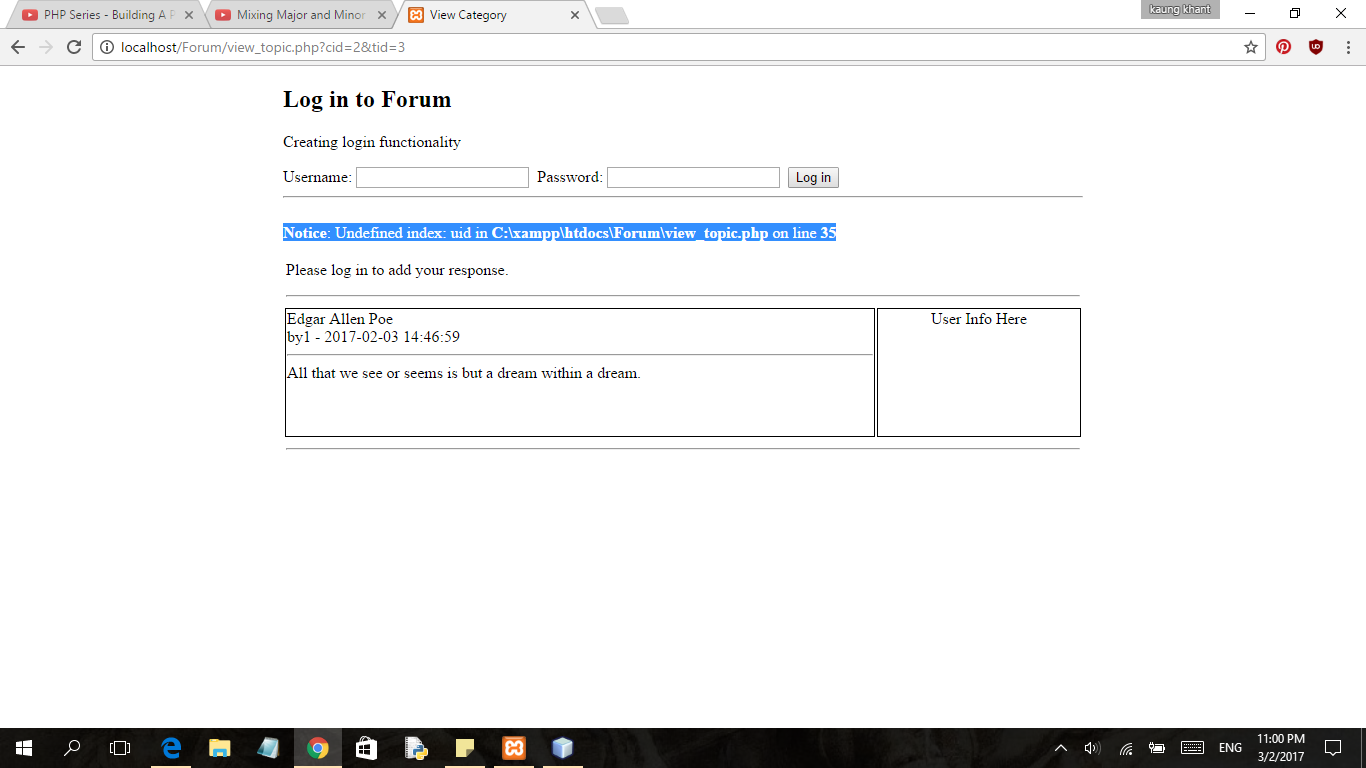 PHP Series - Building A P
Mixing Major and Minor
View Category
kaung khant
localhost/Forum/view_topic.php?cid=2&tid=3
Log in to Forum
Creating login functionality
Username: Password: Log in
Notice: Undefined index: uid in C:\xampp\htdocs\Forum\view_topic.php on line 35
Please log in to add your response.
Edgar Allen Poe
by1 - 2017-02-03 14:46:59
All that we see or seems is but a dream within a dream.
User Info Here
ENG
11:00 PM
3/2/2017